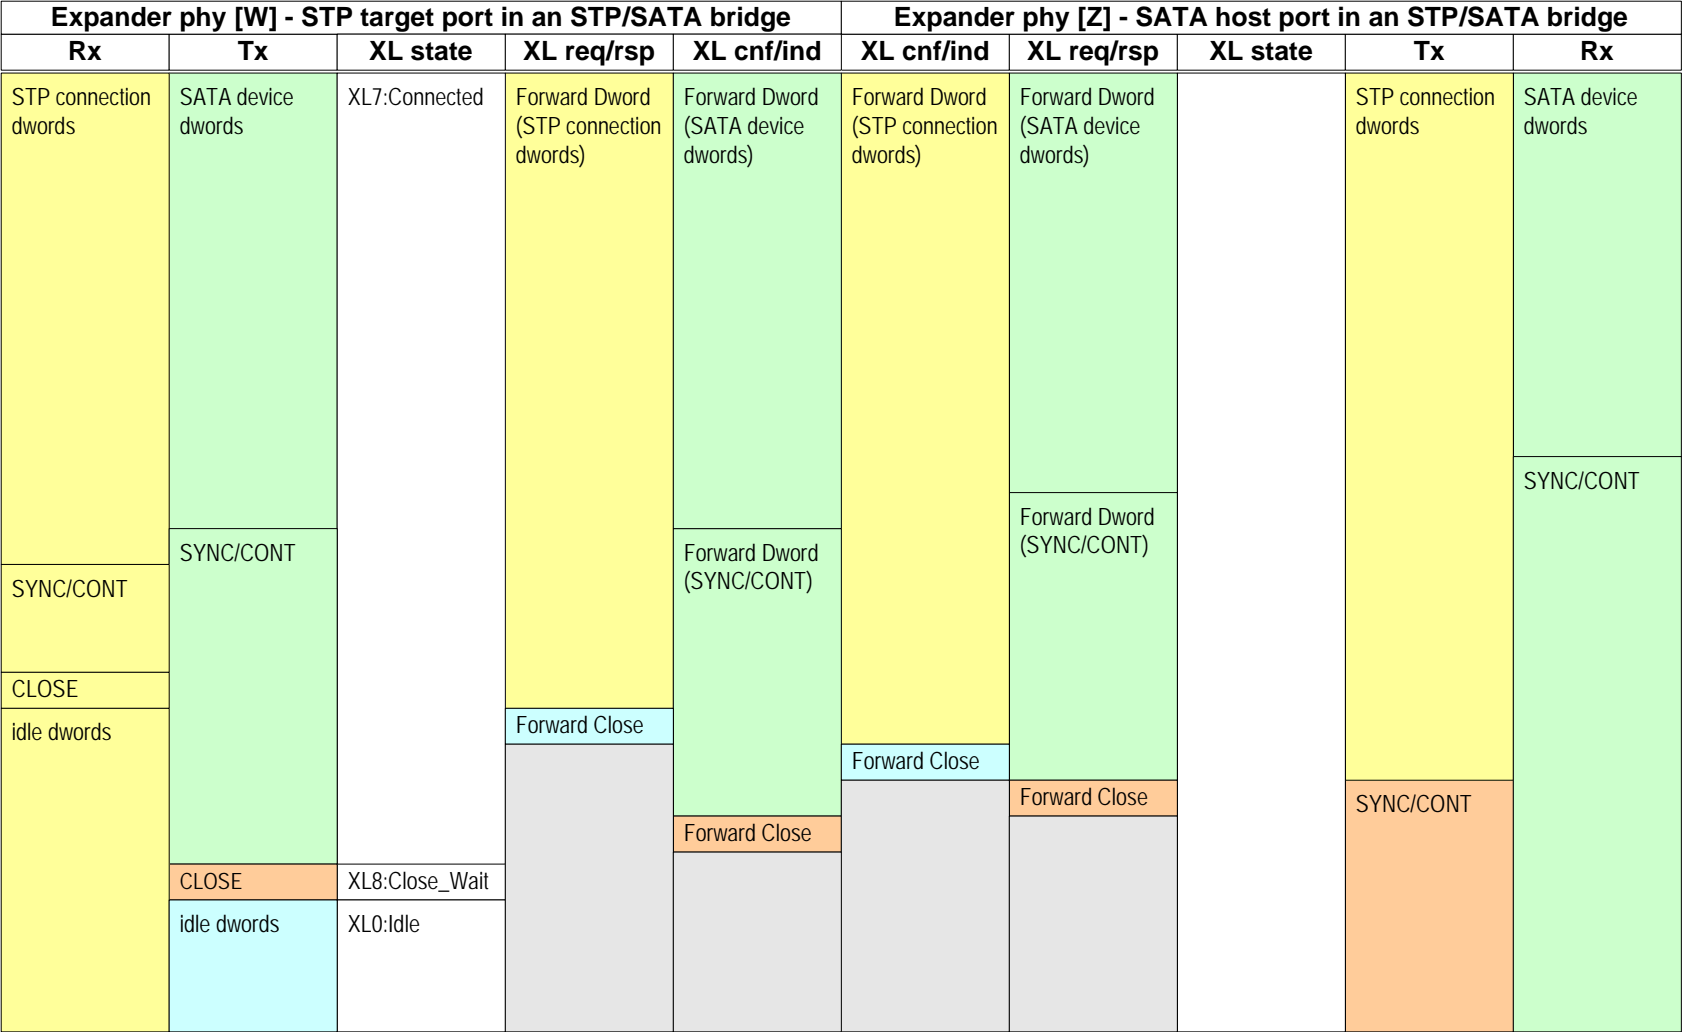 Expander phy [W] - STP target port in an STP/SATA bridge
Expander phy [Z] - SATA host port in an STP/SATA bridge
Rx
Tx
XL state
XL req/rsp
XL cnf/ind
XL cnf/ind
XL req/rsp
XL state
Tx
Rx
STP connection
dwords
SATA device
dwords
XL7:Connected
Forward Dword
(STP connection
dwords)
Forward Dword
(SATA device
dwords)
Forward Dword
(STP connection
dwords)
Forward Dword
(SATA device
dwords)
STP connection
dwords
SATA device
dwords
SYNC/CONT
Forward Dword
(SYNC/CONT)
SYNC/CONT
Forward Dword
(SYNC/CONT)
SYNC/CONT
CLOSE
idle dwords
Forward Close
Forward Close
Forward Close
SYNC/CONT
Forward Close
CLOSE
XL8:Close_Wait
idle dwords
XL0:Idle